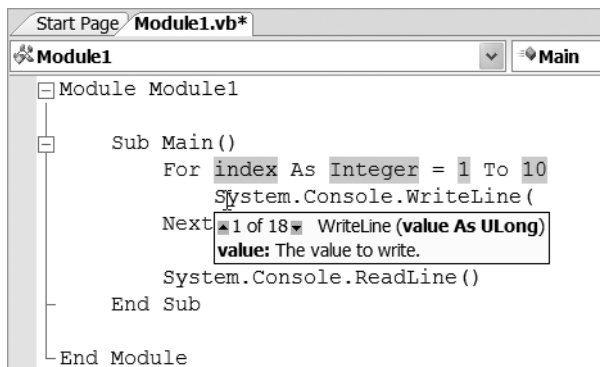 Start Page Module1.vb*
Module1 Main
Module Module1
Sub Main()
For index As Integer = 1 To 10
System.Console.WriteLine(
Next
1 of 18 WriteLine (value As ULong)
value: The value to write.
System.Console.ReadLine()
End Sub
End Module